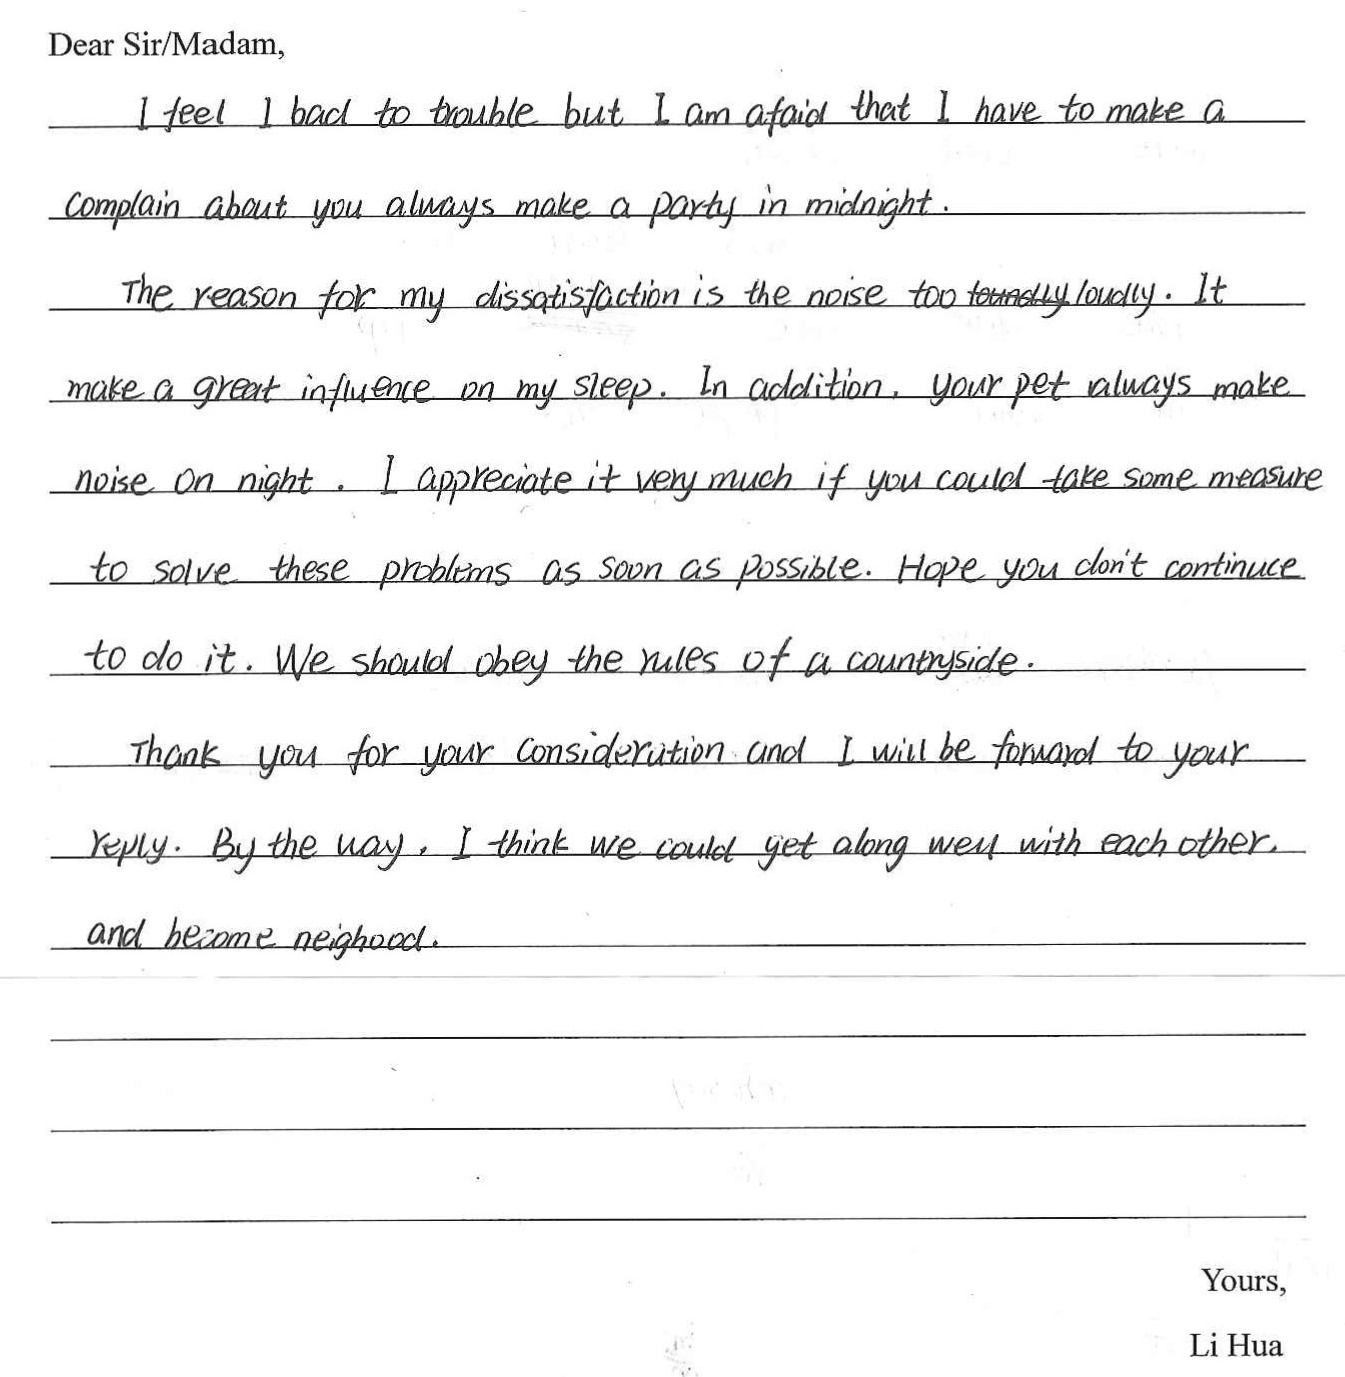 Dear Sir/Madam,
I feel I bad to trouble but I am afaid that I have to make a
complain about you always make a party in midnight.
The reason for my dissatisfaction is the noise too loudly. It
make a great influence on my sleep. In addition, your pet always make
noise on night. I appreciate it very much if you could take some measure
to solve these problems as soon as possible. Hope you don't continuce
to do it. We should obey the rules of a countryside.
Thank you for your consideration and I will be forward to your
reply. By the way, I think we could get along well with each other.
and become neighood.
Yours,
Li Hua